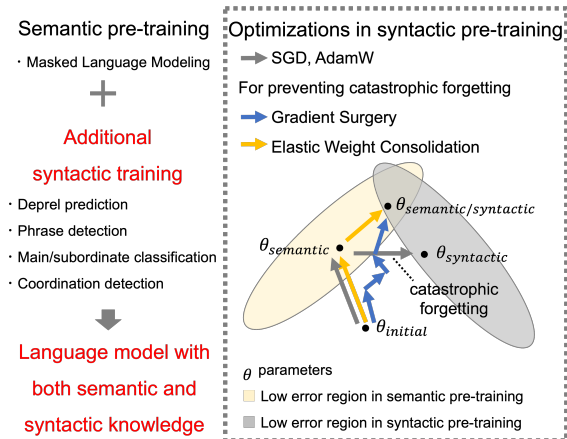 Semantic pre-training
・Masked Language Modeling
+
Additional
syntactic training
・Deprel prediction
・Phrase detection
・Main/subordinate classification
・Coordination detection
Language model with
both semantic and
syntactic knowledge
Optimizations in syntactic pre-training
SGD, AdamW
For preventing catastrophic forgetting
Gradient Surgery
Elastic Weight Consolidation
θsemantic/syntactic
θsemantic
θsyntactic
catastrophic
forgetting
θinitial
θ parameters
Low error region in semantic pre-training
Low error region in syntactic pre-training